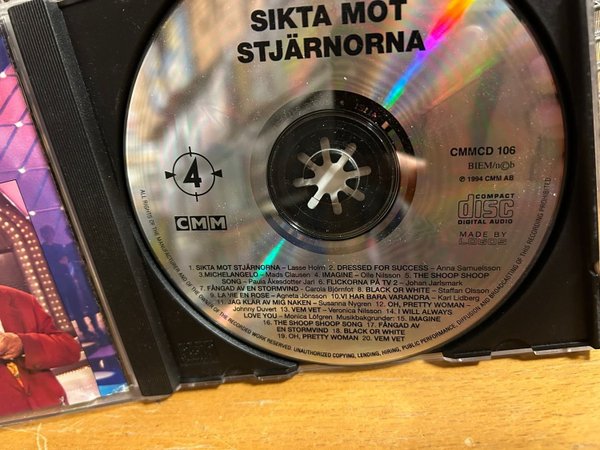 SIKTA MOT
STJÄRNORNA
CMMCD 106
BIEM/n©b
℗ 1994 CMM AB
4
CMM
COMPACT
disc
DIGITAL AUDIO
MADE BY
LOGOS
1. SIKTA MOT STJÄRNORNA – Lasse Holm 2. DRESSED FOR SUCCESS – Anna Samuelsson
3. MICHELANGELO – Mads Clausen 4. IMAGINE – Olle Nilsson 5. THE SHOOP SHOOP
SONG – Paula Åkesdotter Jarl 6. FLICKORNA PÅ TV 2 – Johan Jarlsmark
7. FÅNGAD AV EN STORMVIND – Carola Björnfot 8. BLACK OR WHITE – Staffan Olsson
9. LA VIE EN ROSE – Agneta Jönsson 10. VI HAR BARA VARANDRA – Karl Lidberg
11. JAG KLARAR MIG NÄKEN – Susanna Nygren 12. OH, PRETTY WOMAN –
Johnny Duvert 13. VEM VET – Veronica Nilsson 14. I WILL ALWAYS
LOVE YOU – Monica Löfgren Musikbakgrunder: 15. IMAGINE
16. THE SHOOP SHOOP SONG 17. FÅNGAD AV
EN STORMVIND 18. BLACK OR WHITE
19. OH, PRETTY WOMAN 20. VEM VET
ALL RIGHTS OF THE MANUFACTURER AND OF THE OWNER OF THE RECORDED WORK RESERVED. UNAUTHORIZED COPYING, LENDING, HIRING, PUBLIC PERFORMANCE, DIFFUSION AND BROADCASTING OF THIS RECORD PROHIBITED